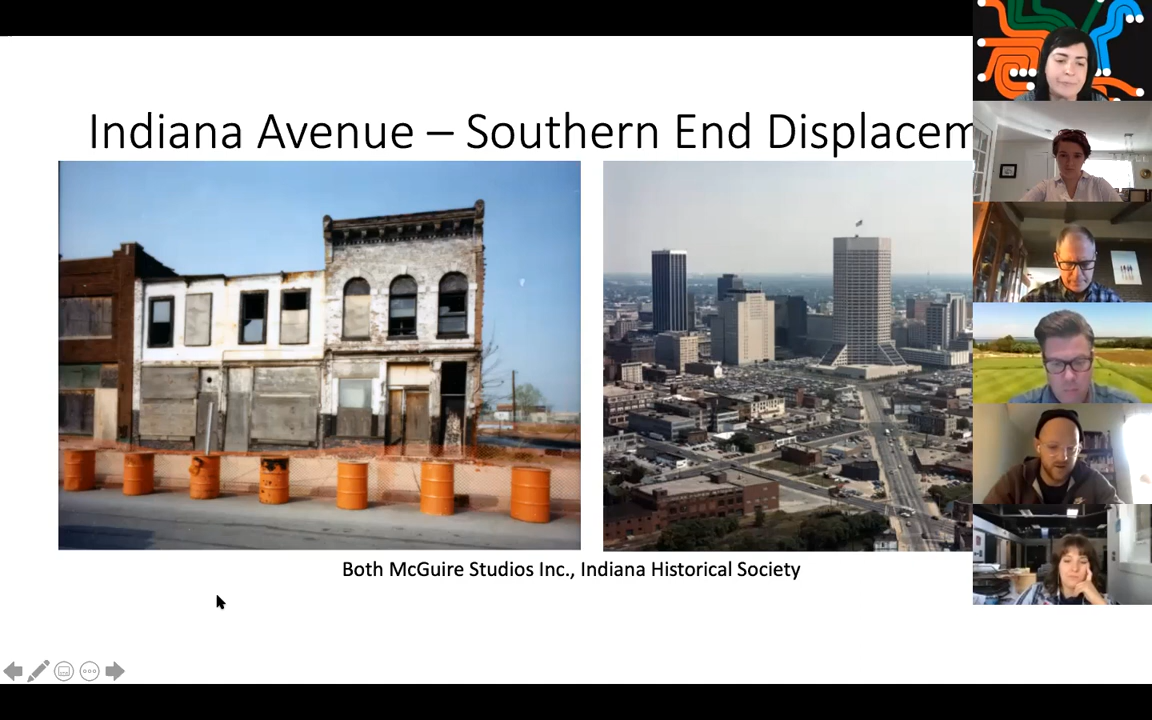 Indiana Avenue – Southern End Displacem
Both McGuire Studios Inc., Indiana Historical Society